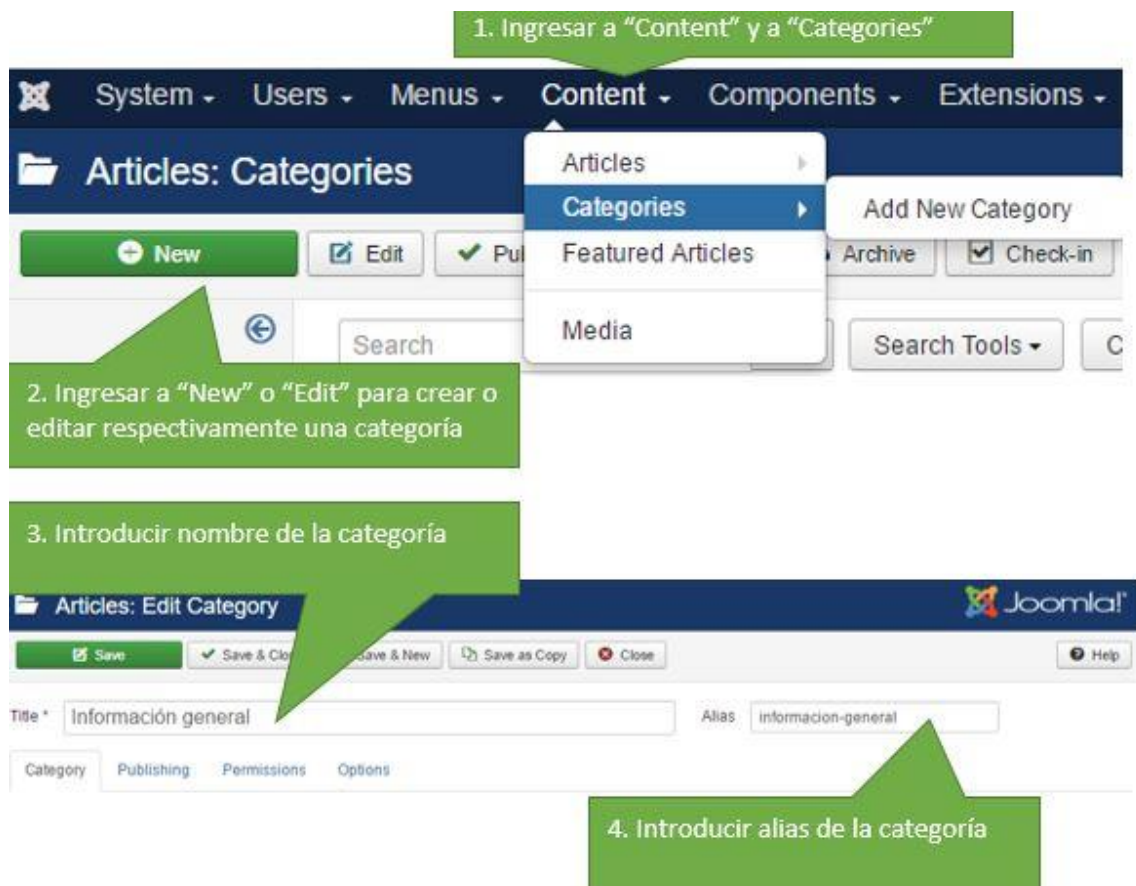 1. Ingresar a “Content” y a “Categories”
System Users Menus Content Components Extensions
Articles: Categories
Articles
Categories
Add New Category
Featured Articles
Media
New Edit Archive Check-in
Search Search Tools
2. Ingresar a “New” o “Edit” para crear o
editar respectivamente una categoría
3. Introducir nombre de la categoría
Articles: Edit Category Joomla!
Save Save & Clo Save & New Save as Copy Close Help
Title * Información general Alias informacion-general
Category Publishing Permissions Options
4. Introducir alias de la categoría